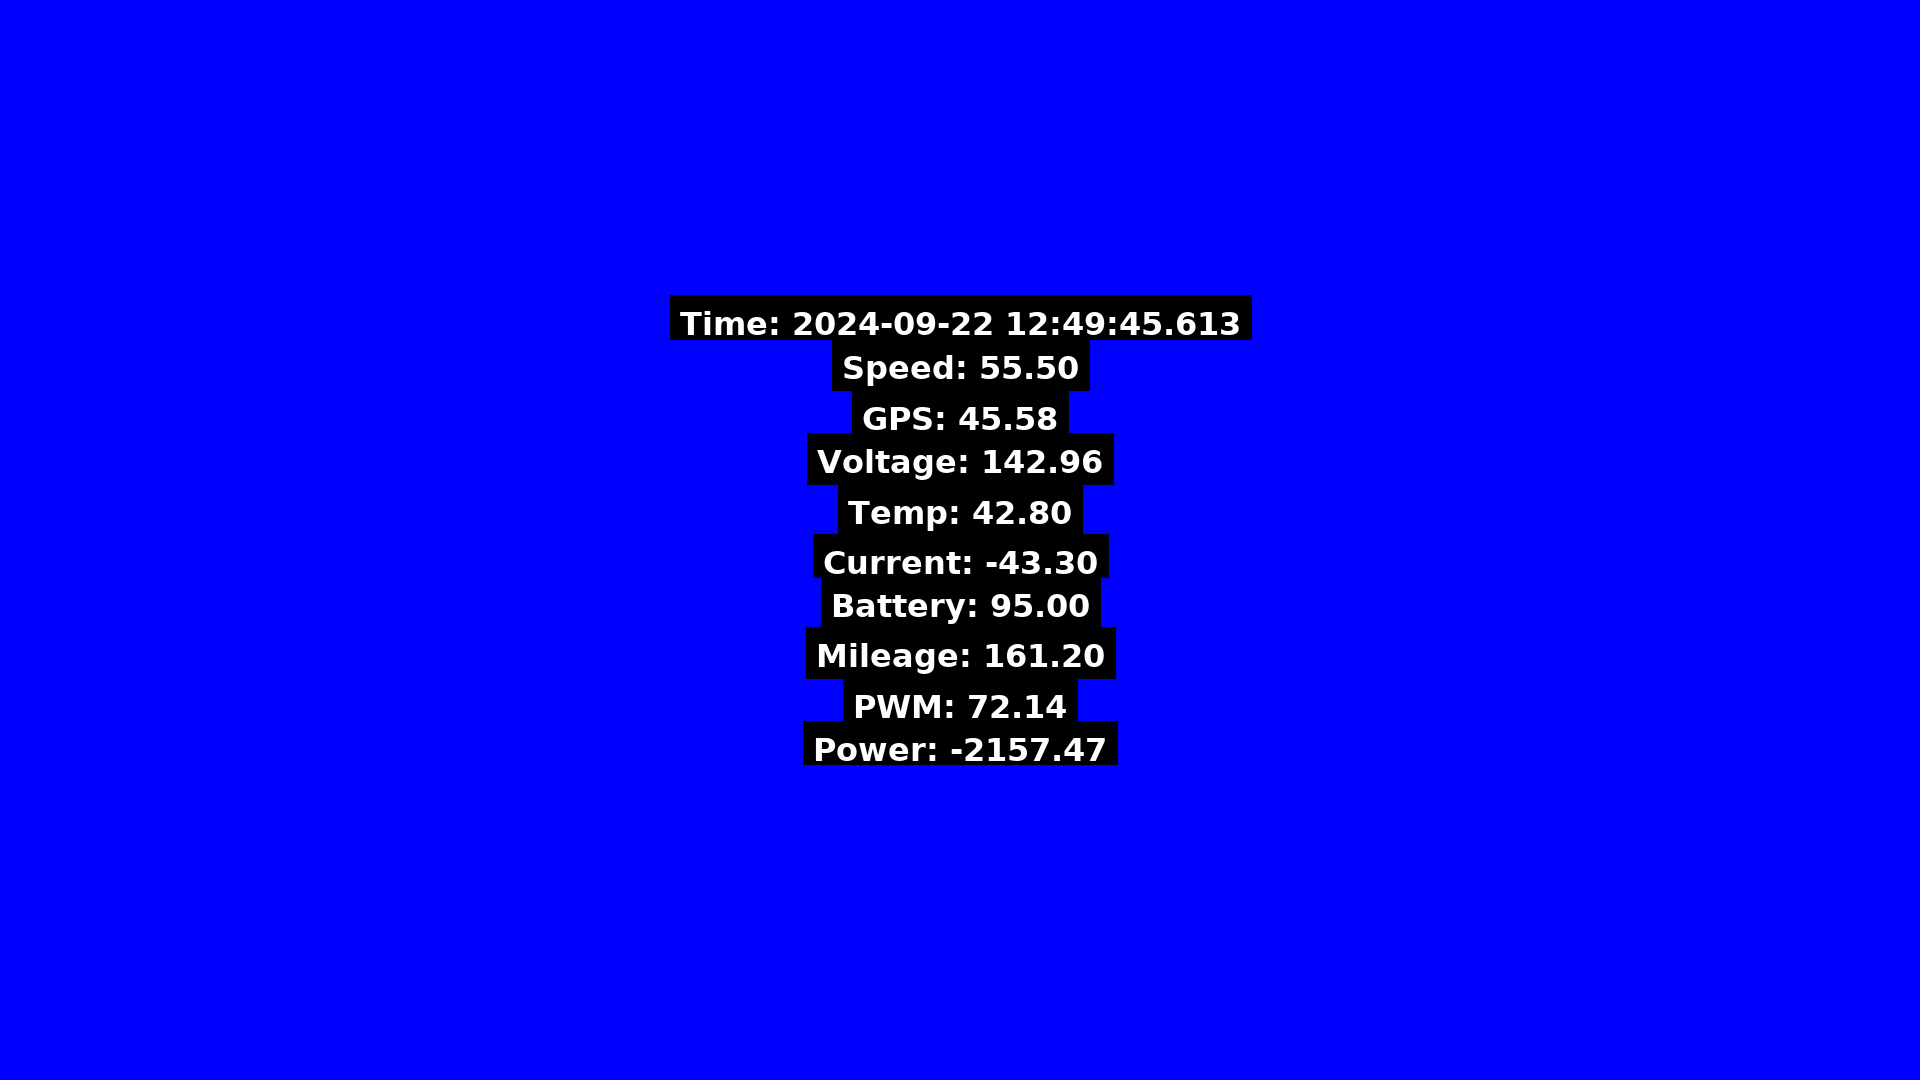 Time: 2024-09-22 12:49:45.613
Speed: 55.50
GPS: 45.58
Voltage: 142.96
Temp: 42.80
Current: -43.30
Battery: 95.00
Mileage: 161.20
PWM: 72.14
Power: -2157.47